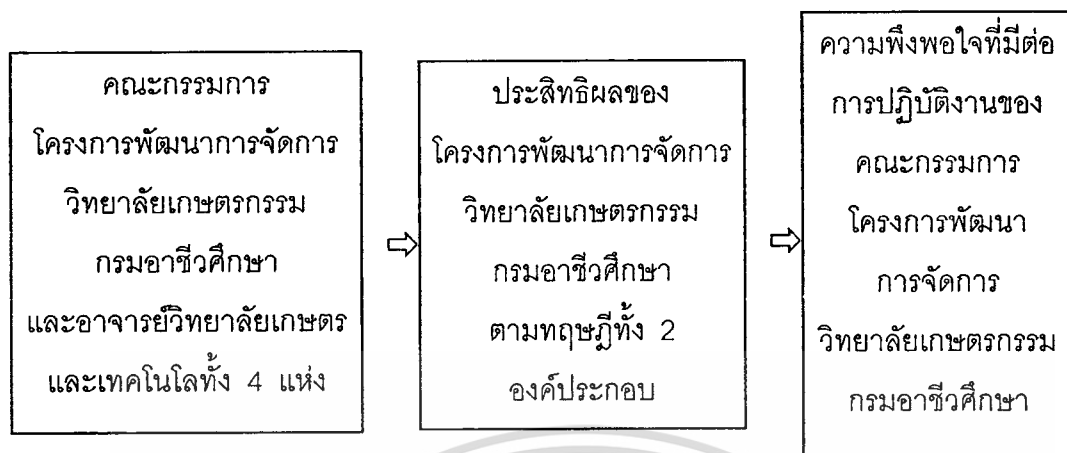 คณะกรรมการ
โครงการพัฒนาการจัดการ
วิทยาลัยเกษตรกรรม
กรมอาชีวศึกษา
และอาจารย์วิทยาลัยเกษตร
และเทคโนโลทั้ง 4 แห่ง
ประสิทธิผลของ
โครงการพัฒนาการจัดการ
วิทยาลัยเกษตรกรรม
กรมอาชีวศึกษา
ตามทฤษฎีทั้ง 2
องค์ประกอบ
ความพึงพอใจที่มีต่อ
การปฏิบัติงานของ
คณะกรรมการ
โครงการพัฒนา
การจัดการ
วิทยาลัยเกษตรกรรม
กรมอาชีวศึกษา